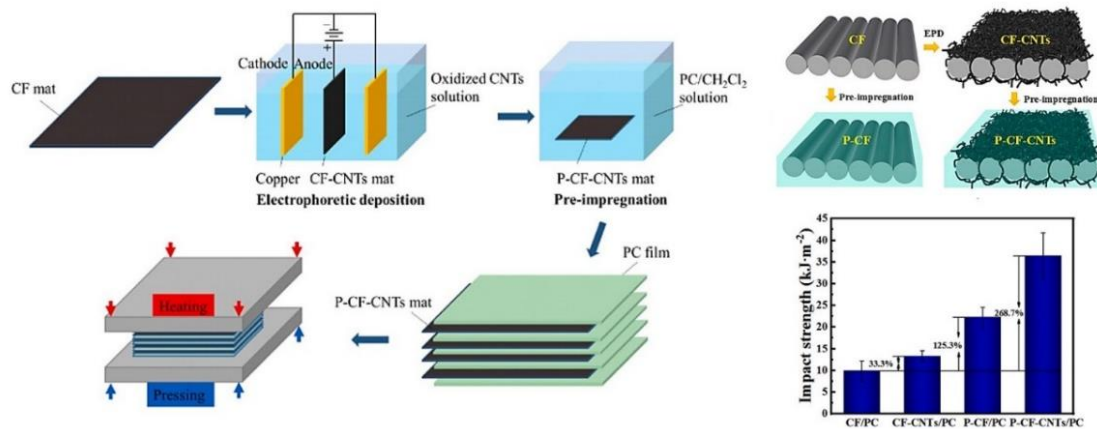 CF mat
Cathode Anode
− +
Oxidized CNTs
solution
Copper CF-CNTs mat
Electrophoretic deposition
PC/CH2Cl2
solution
P-CF-CNTs mat
Pre-impregnation
PC film
P-CF-CNTs mat
Heating
Pressing
CF
EPD
CF-CNTs
Pre-impregnation
Pre-impregnation
P-CF
P-CF-CNTs
Impact strength (kJ·m⁻²)
45
40
35
30
25
20
15
10
5
0
33.3%
125.3%
268.7%
CF/PC CF-CNTs/PC P-CF/PC P-CF-CNTs/PC